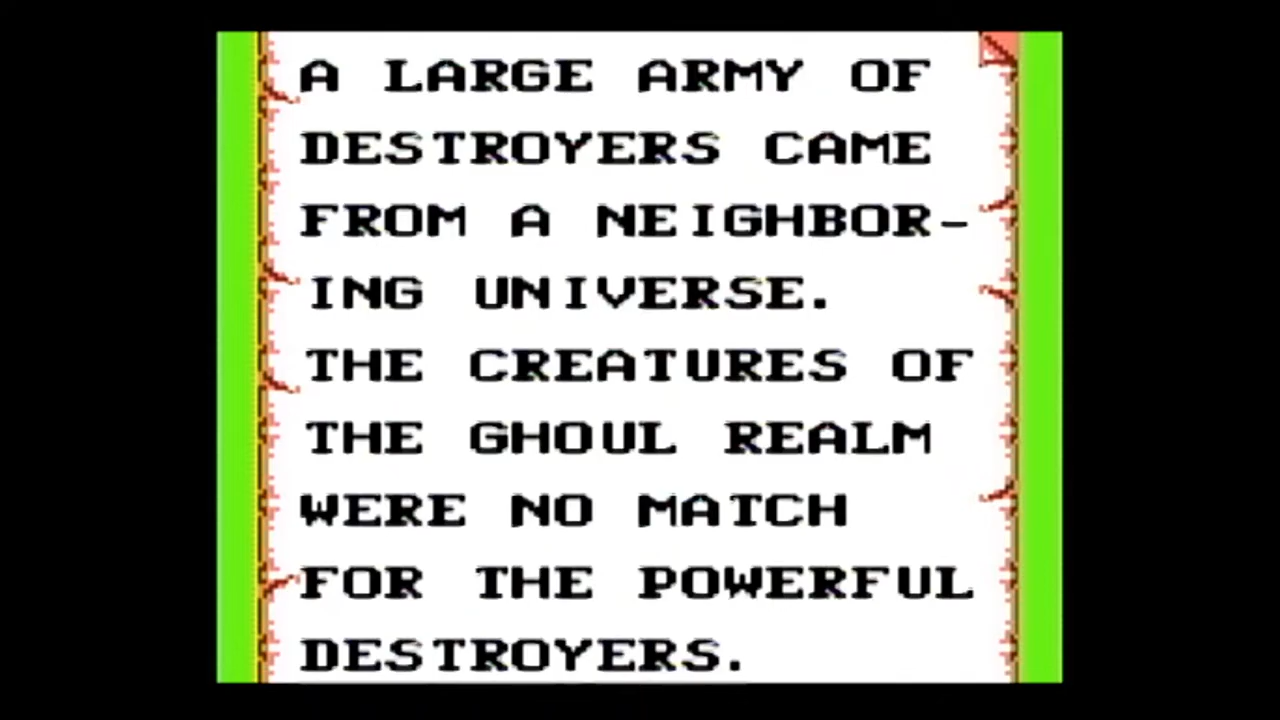 A LARGE ARMY OF
DESTROYERS CAME
FROM A NEIGHBOR-
ING UNIVERSE.
THE CREATURES OF
THE GHOUL REALM
WERE NO MATCH
FOR THE POWERFUL
DESTROYERS.